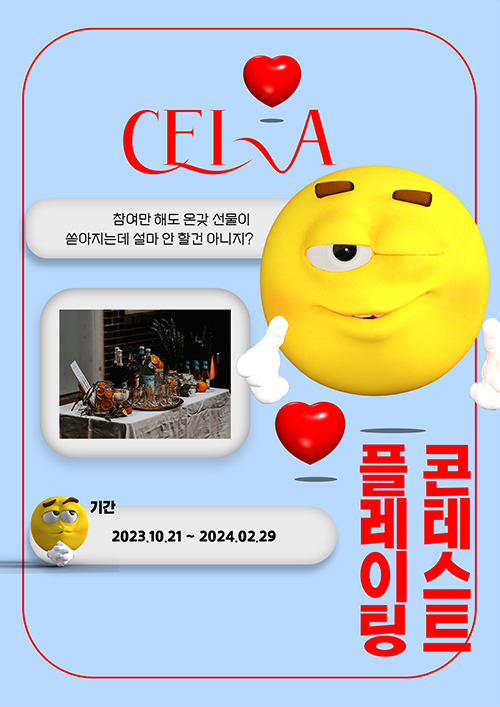 CELVA
참여만 해도 온갖 선물이
쏟아지는데 설마 안 할건 아니지?
기간
2023.10.21 ~ 2024.02.29
플레이팅
콘테스트